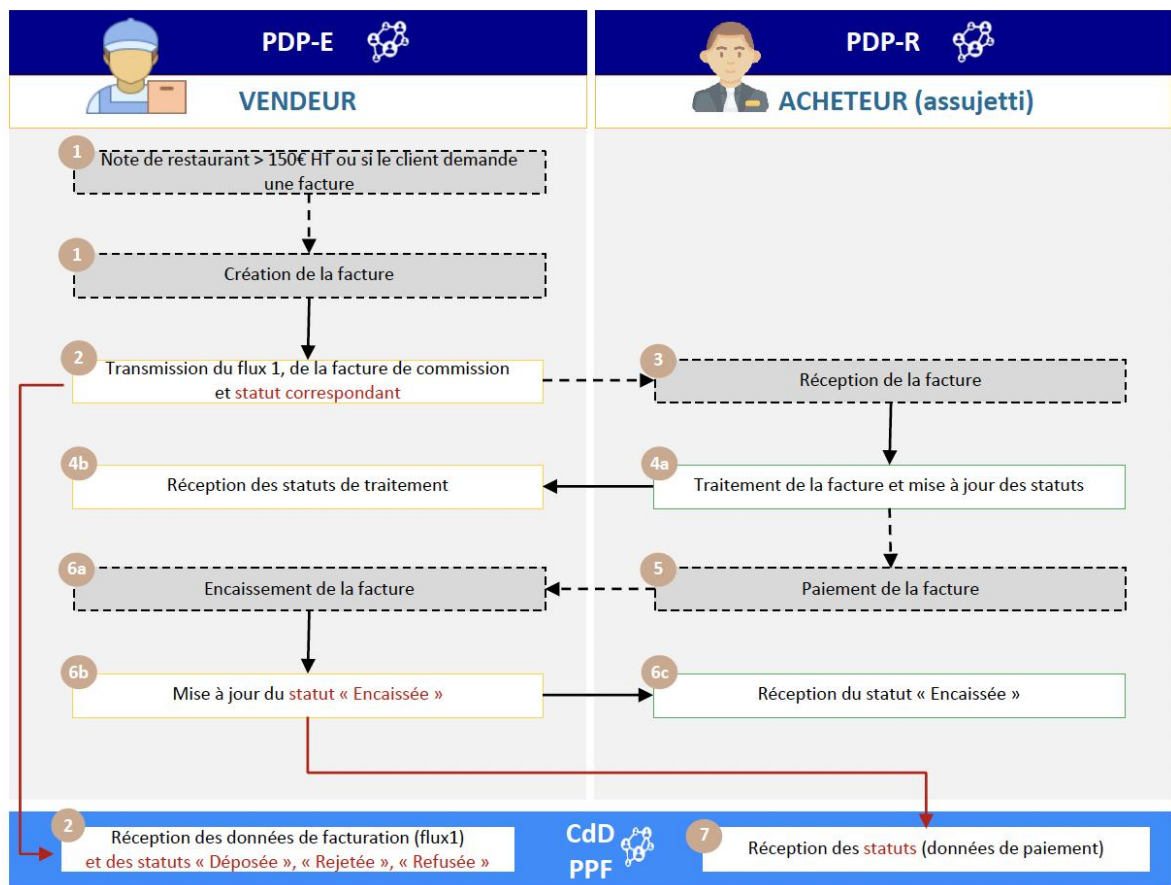 PDP-E
PDP-R
VENDEUR
ACHETEUR (assujetti)
1
Note de restaurant > 150€ HT ou si le client demande
une facture
1
Création de la facture
2
Transmission du flux 1, de la facture de commission
et statut correspondant
3
Réception de la facture
4b
Réception des statuts de traitement
4a
Traitement de la facture et mise à jour des statuts
6a
Encaissement de la facture
5
Paiement de la facture
6b
Mise à jour du statut « Encaissée »
6c
Réception du statut « Encaissée »
2
Réception des données de facturation (flux1)
et des statuts « Déposée », « Rejetée », « Refusée »
CdD
PPF
7
Réception des statuts (données de paiement)